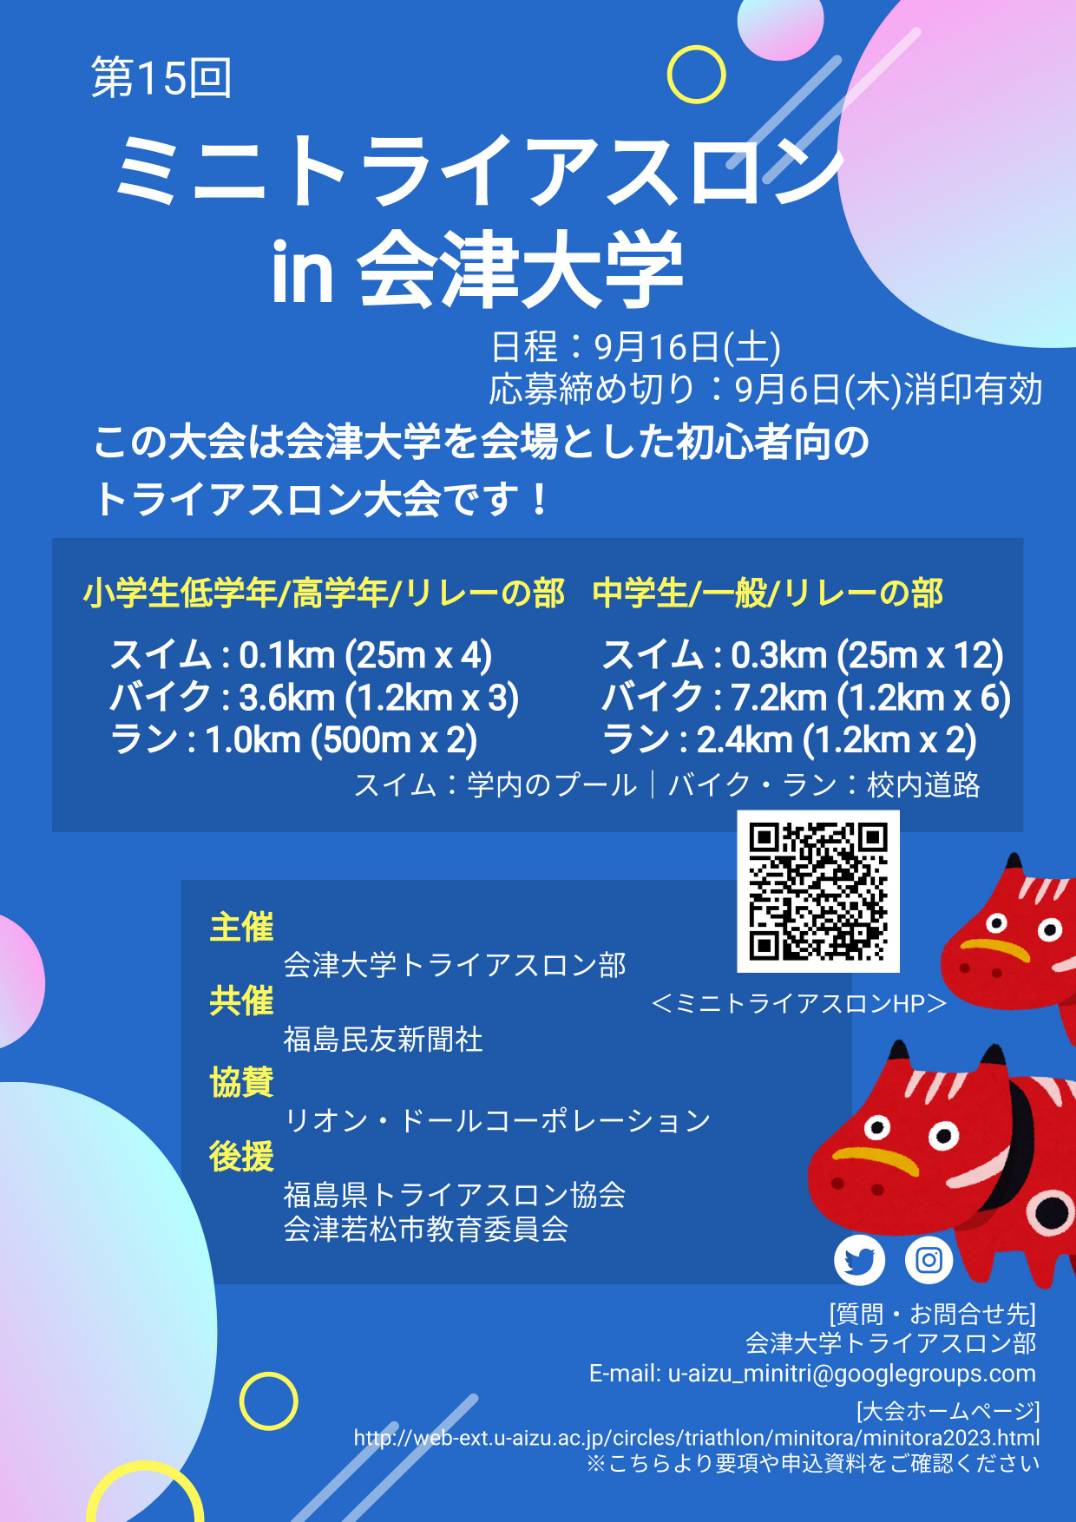 第15回
ミニトライアスロン
in 会津大学
日程：9月16日(土)
応募締め切り：9月6日(木)消印有効
この大会は会津大学を会場とした初心者向の
トライアスロン大会です！
小学生低学年/高学年/リレーの部
スイム : 0.1km (25m x 4)
バイク : 3.6km (1.2km x 3)
ラン : 1.0km (500m x 2)
中学生/一般/リレーの部
スイム : 0.3km (25m x 12)
バイク : 7.2km (1.2km x 6)
ラン : 2.4km (1.2km x 2)
スイム：学内のプール｜バイク・ラン：校内道路
＜ミニトライアスロンHP＞
主催
会津大学トライアスロン部
共催
福島民友新聞社
協賛
リオン・ドールコーポレーション
後援
福島県トライアスロン協会
会津若松市教育委員会
[質問・お問合せ先]
会津大学トライアスロン部
E-mail: u-aizu_minitri@googlegroups.com
[大会ホームページ]
http://web-ext.u-aizu.ac.jp/circles/triathlon/minitora/minitora2023.html
※こちらより要項や申込資料をご確認ください